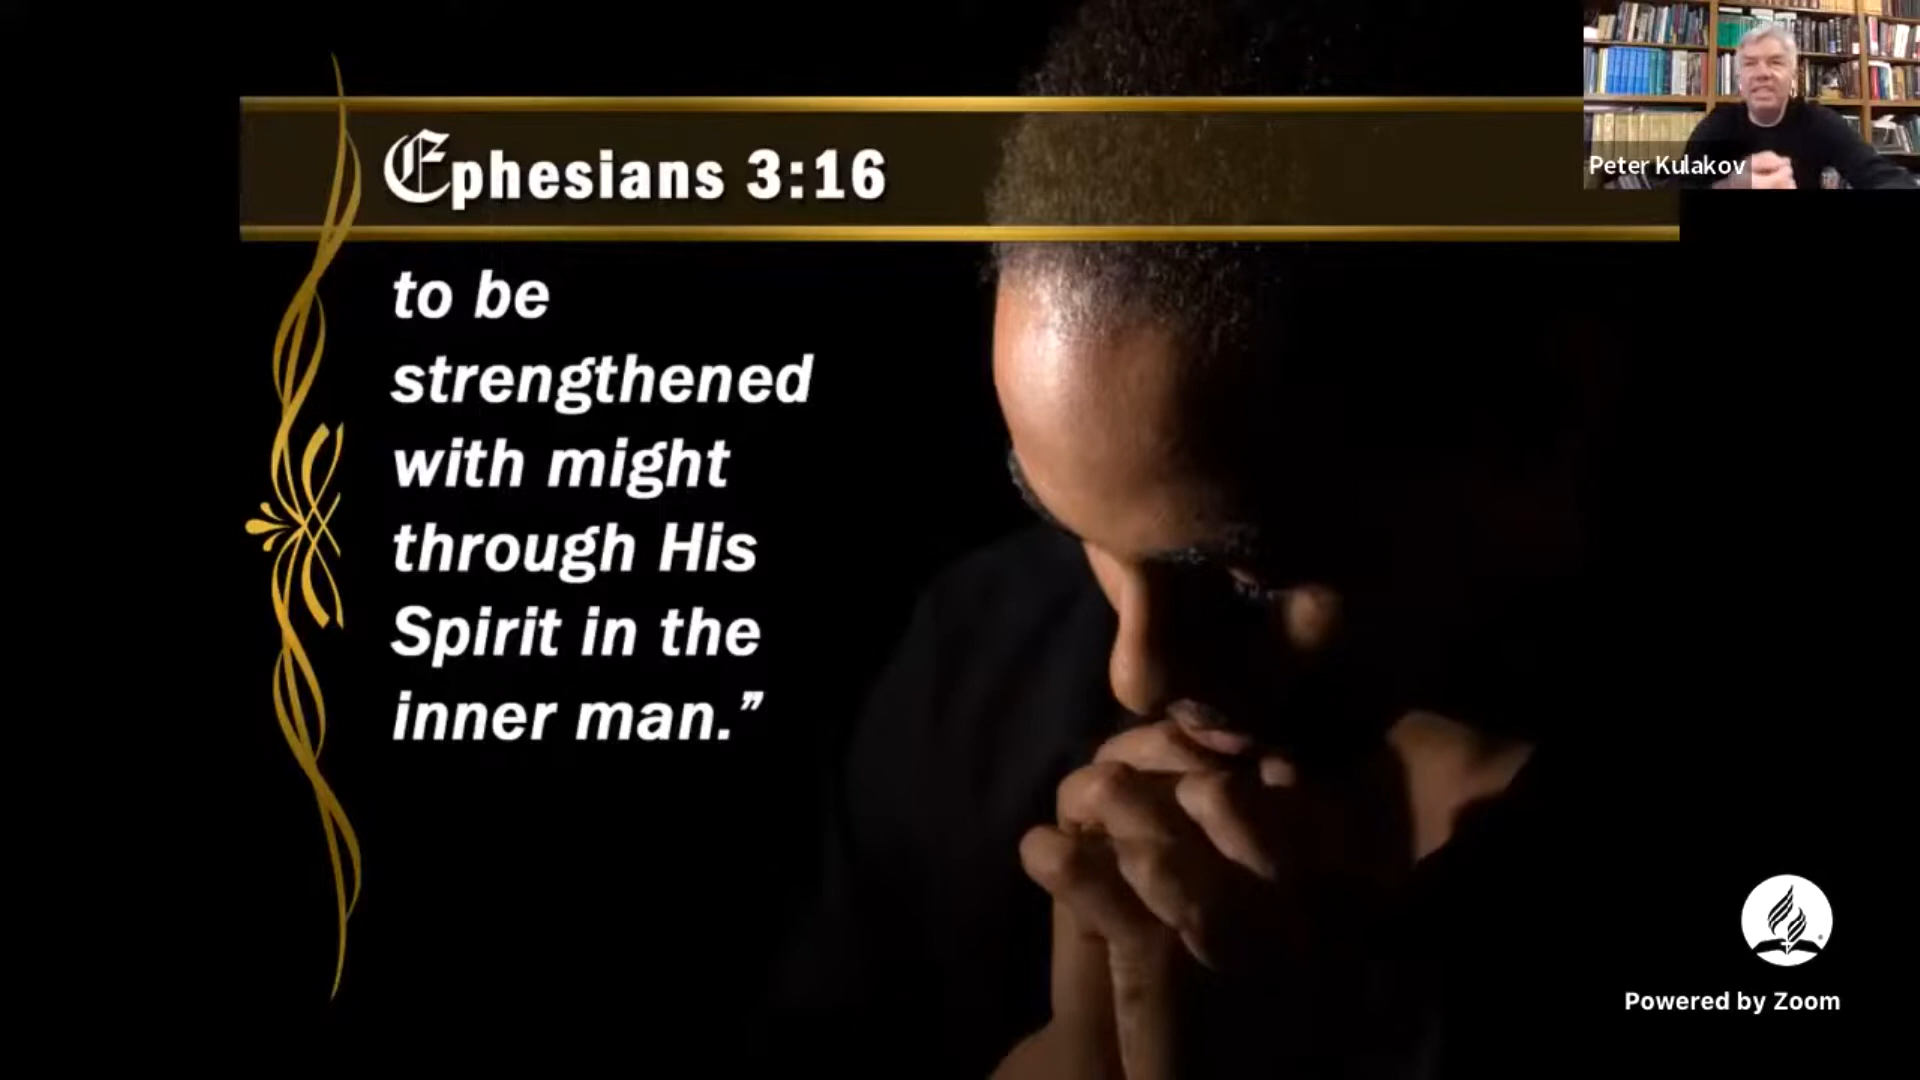 Ephesians 3:16
to be
strengthened
with might
through His
Spirit in the
inner man.”
Peter Kulakov
Powered by Zoom